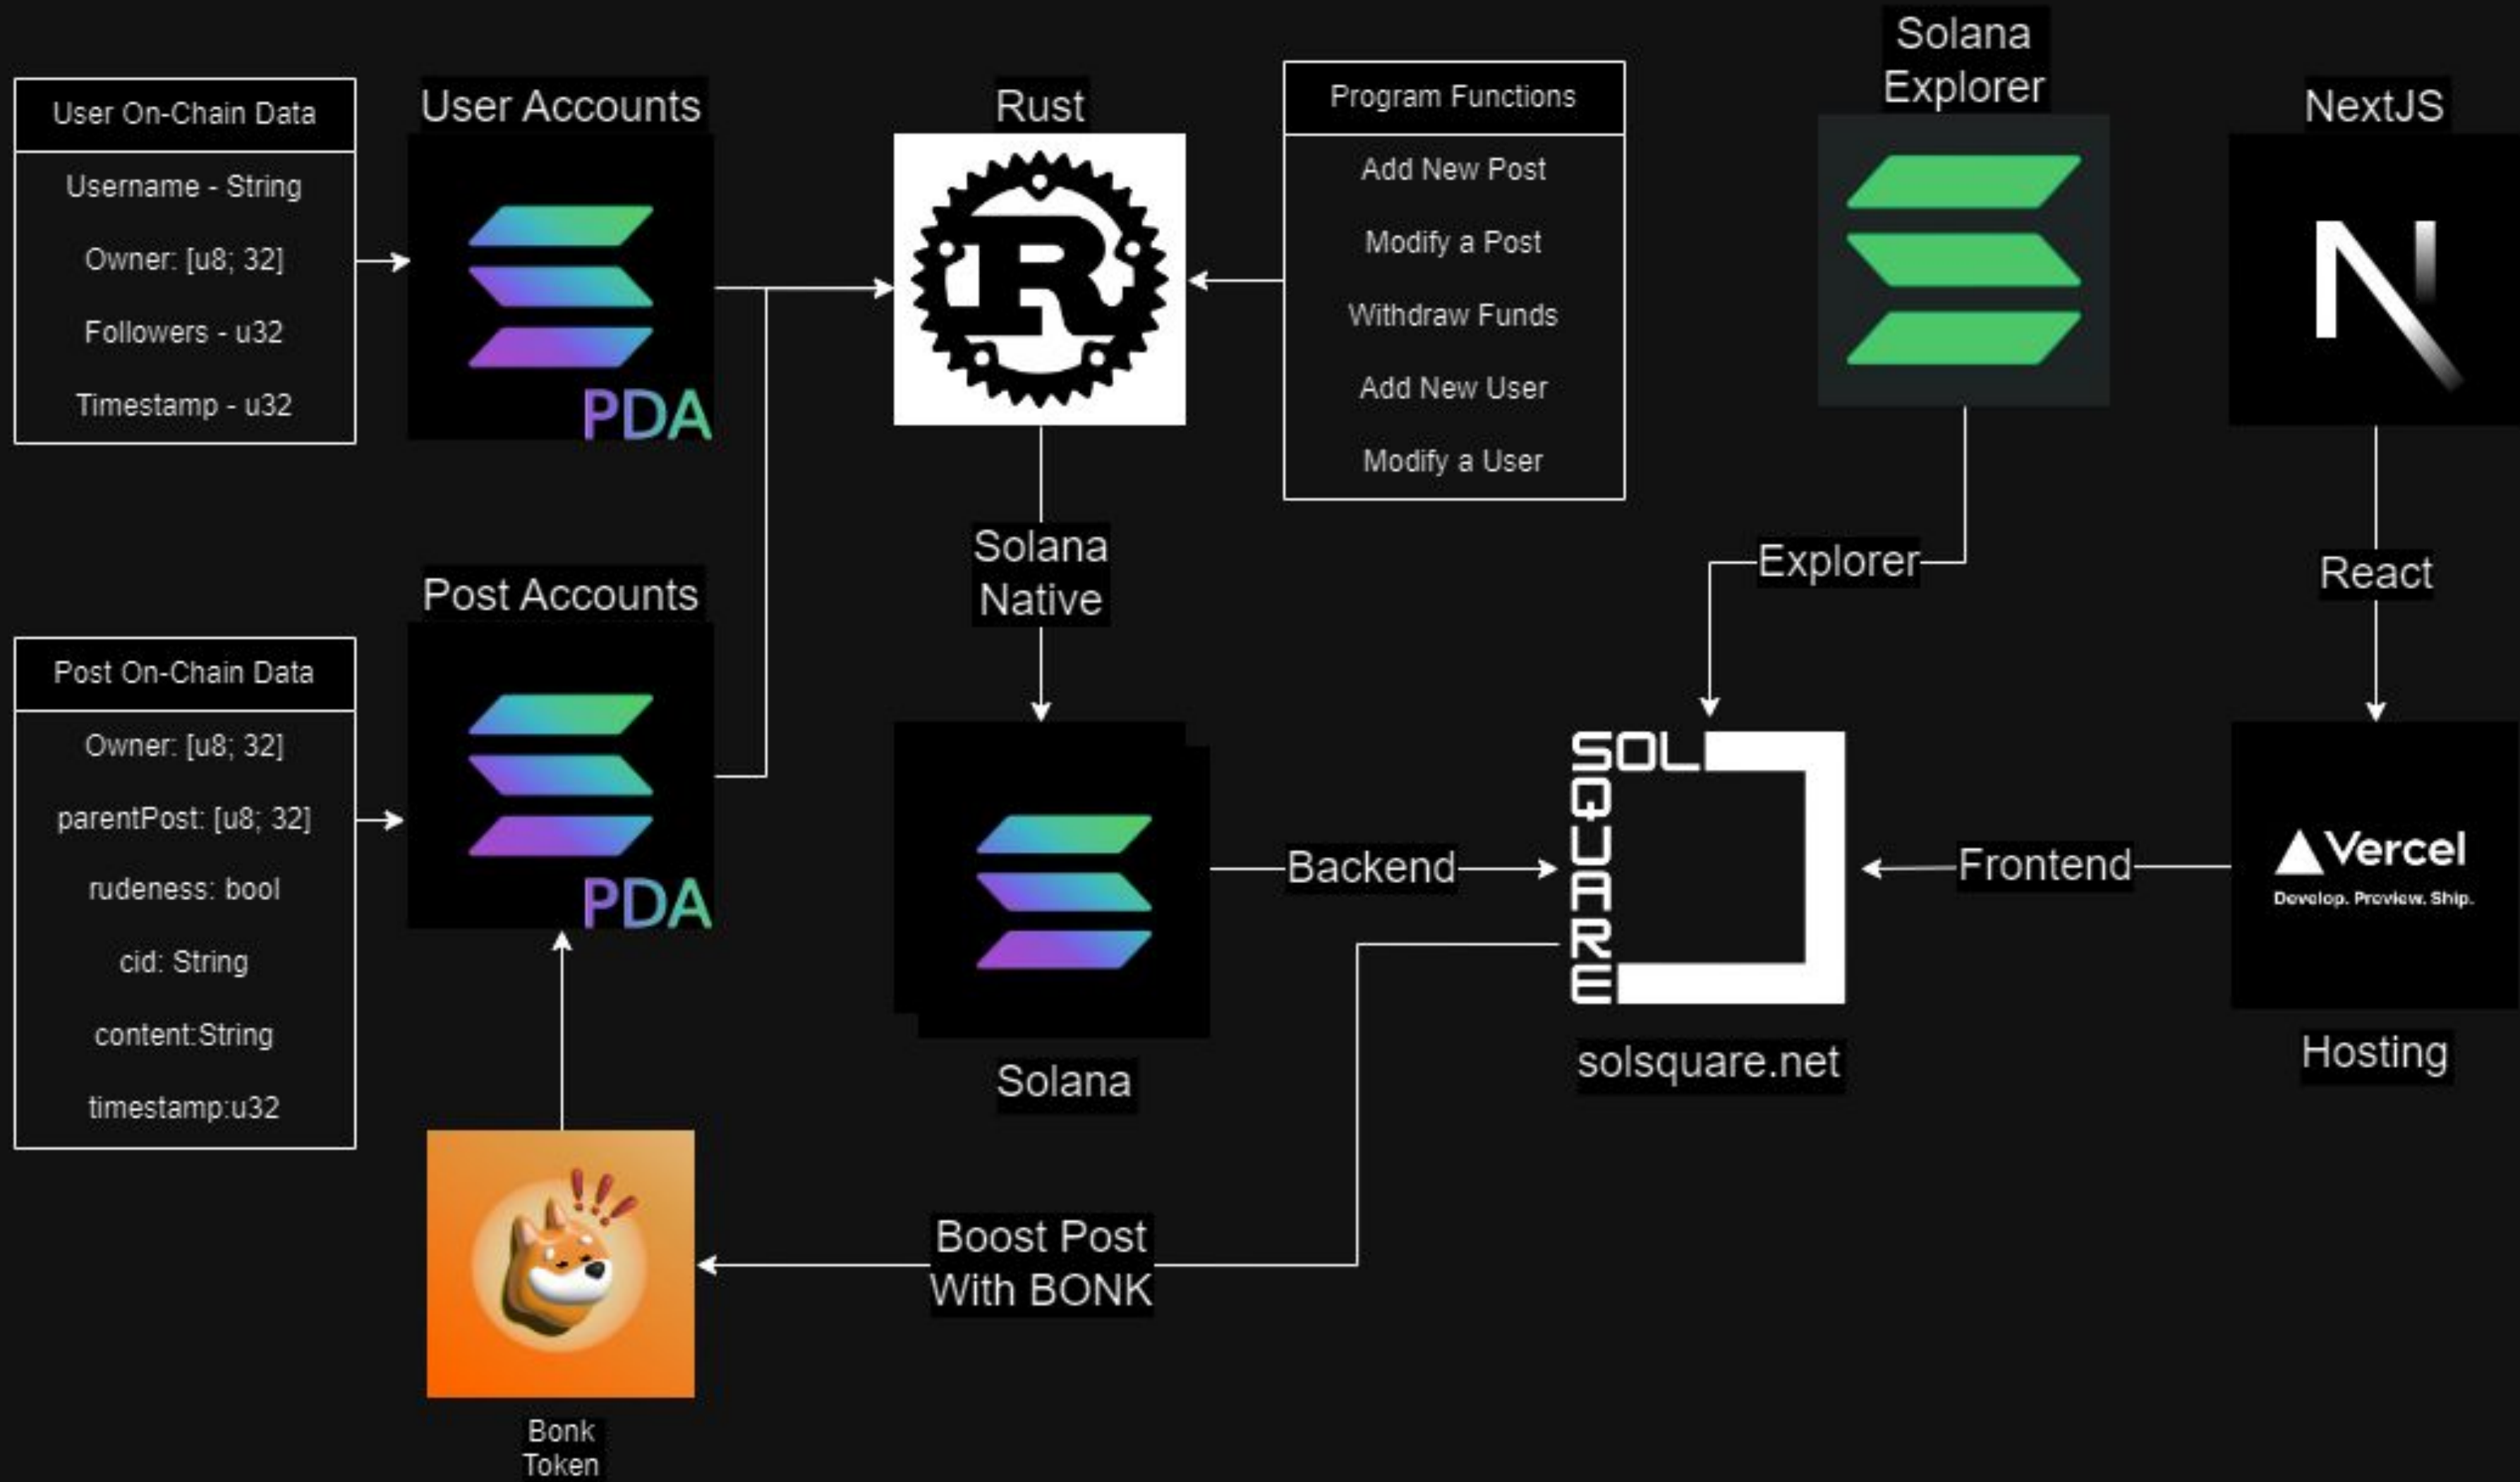 User On-Chain Data
Username - String
Owner: [u8; 32]
Followers - u32
Timestamp - u32
User Accounts
PDA
Rust
Program Functions
Add New Post
Modify a Post
Withdraw Funds
Add New User
Modify a User
Solana
Explorer
NextJS
Solana
Native
Explorer
React
Post Accounts
PDA
Post On-Chain Data
Owner: [u8; 32]
parentPost: [u8; 32]
rudeness: bool
cid: String
content:String
timestamp:u32
Solana
Backend
SOL
SQUARE
solsquare.net
Frontend
Vercel
Develop. Preview. Ship.
Hosting
Boost Post
With BONK
Bonk
Token